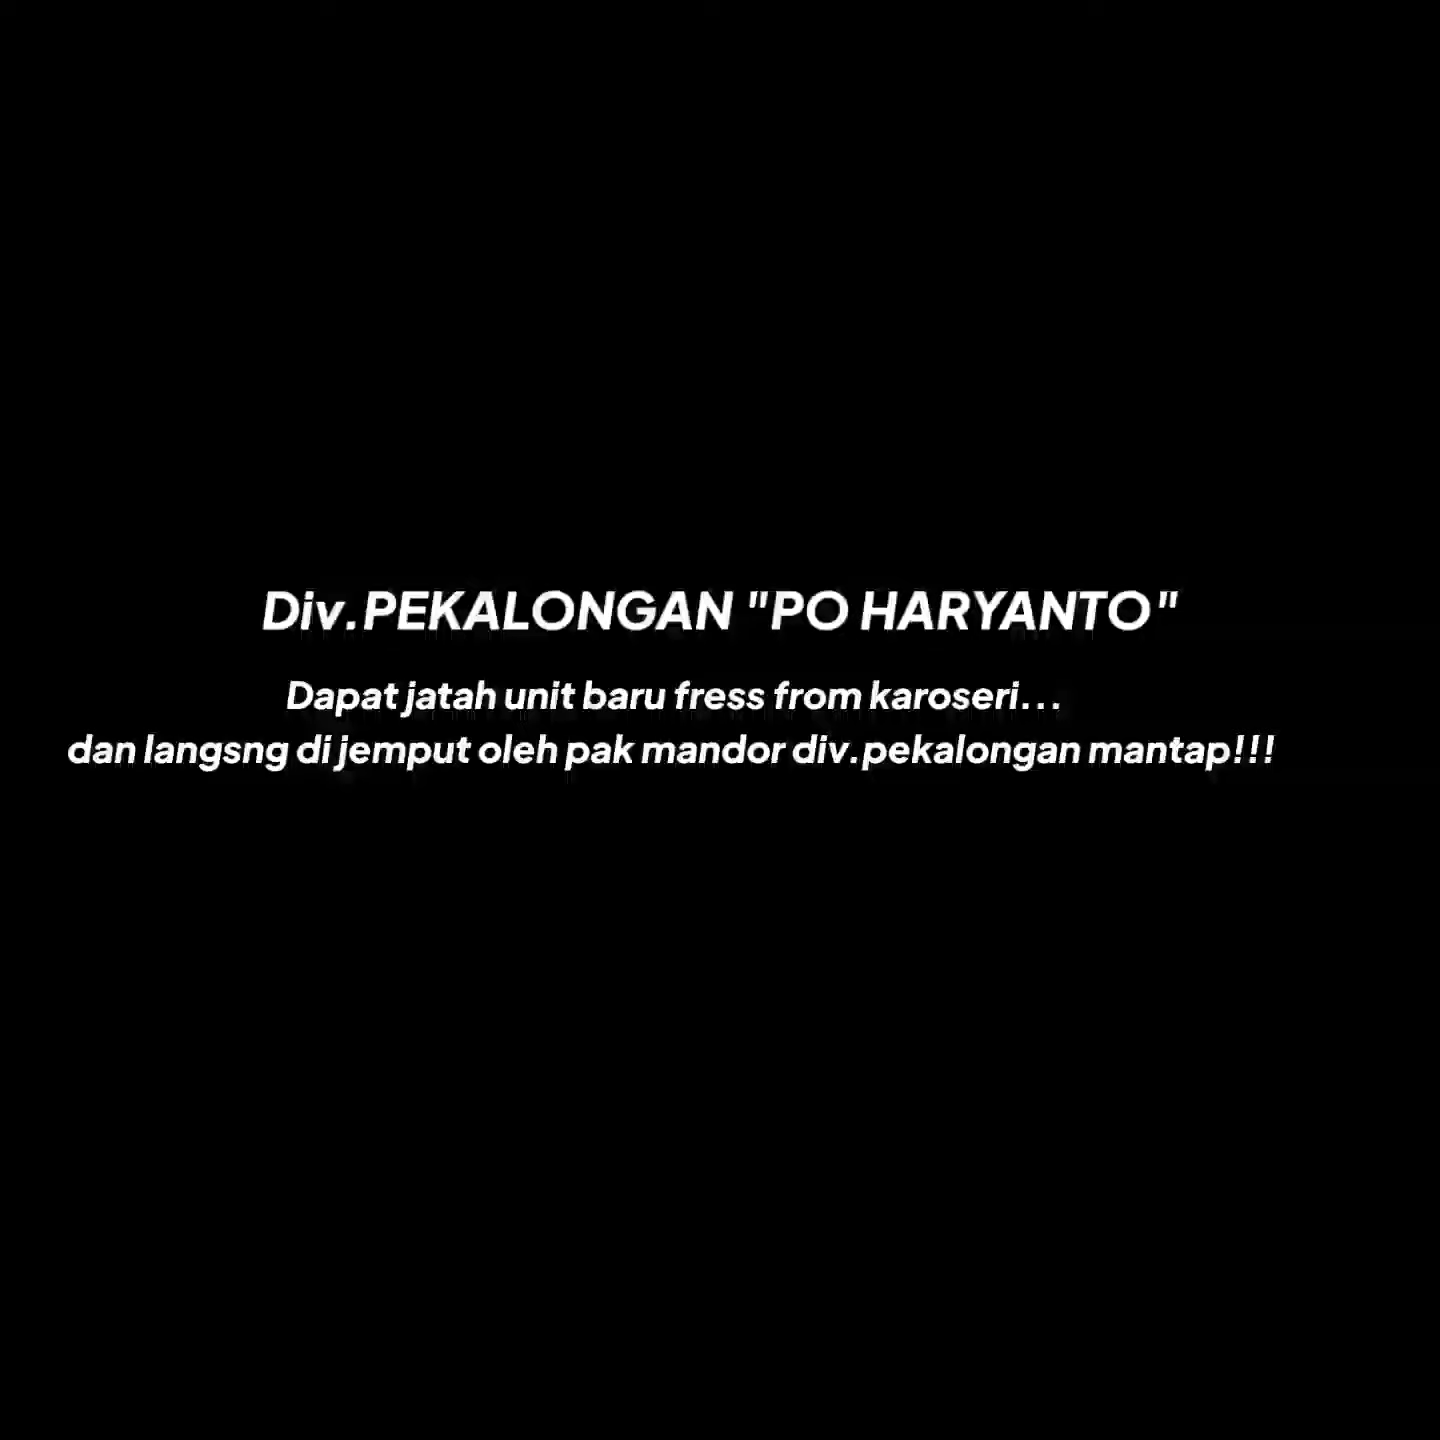 Div.PEKALONGAN "PO HARYANTO"
Dapat jatah unit baru fress from karoseri...
dan langsng di jemput oleh pak mandor div.pekalongan mantap!!!